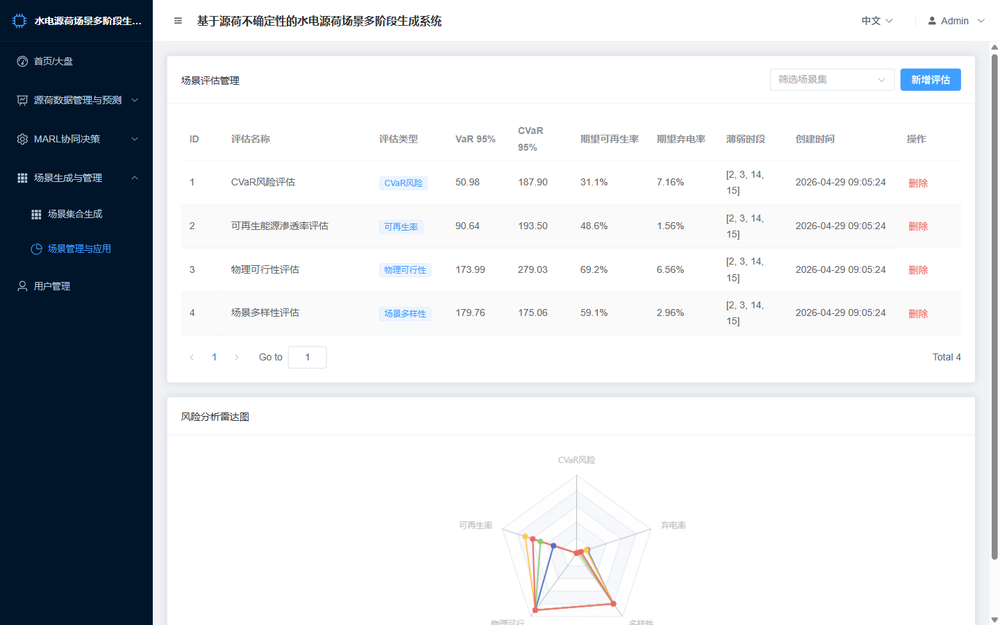 水电源荷场景多阶段生...
基于源荷不确定性的水电源荷场景多阶段生成系统
中文
Admin
首页/大盘
源荷数据管理与预测
MARL协同决策
场景生成与管理
场景集合生成
场景管理与应用
用户管理
场景评估管理
筛选场景集
新增评估
ID 评估名称 评估类型 VaR 95% CVaR 95% 期望可再生率 期望弃电率 薄弱时段 创建时间 操作
1 CVaR风险评估 CVaR风险 50.98 187.90 31.1% 7.16% [2, 3, 14, 15] 2026-04-29 09:05:24 删除
2 可再生能源渗透率评估 可再生率 90.64 193.50 48.6% 1.56% [2, 3, 14, 15] 2026-04-29 09:05:24 删除
3 物理可行性评估 物理可行性 173.99 279.03 69.2% 6.56% [2, 3, 14, 15] 2026-04-29 09:05:24 删除
4 场景多样性评估 场景多样性 179.76 175.06 59.1% 2.96% [2, 3, 14, 15] 2026-04-29 09:05:24 删除
1 Go to 1 Total 4
风险分析雷达图
CVaR风险
可再生率
弃电率
物理可行
多样性